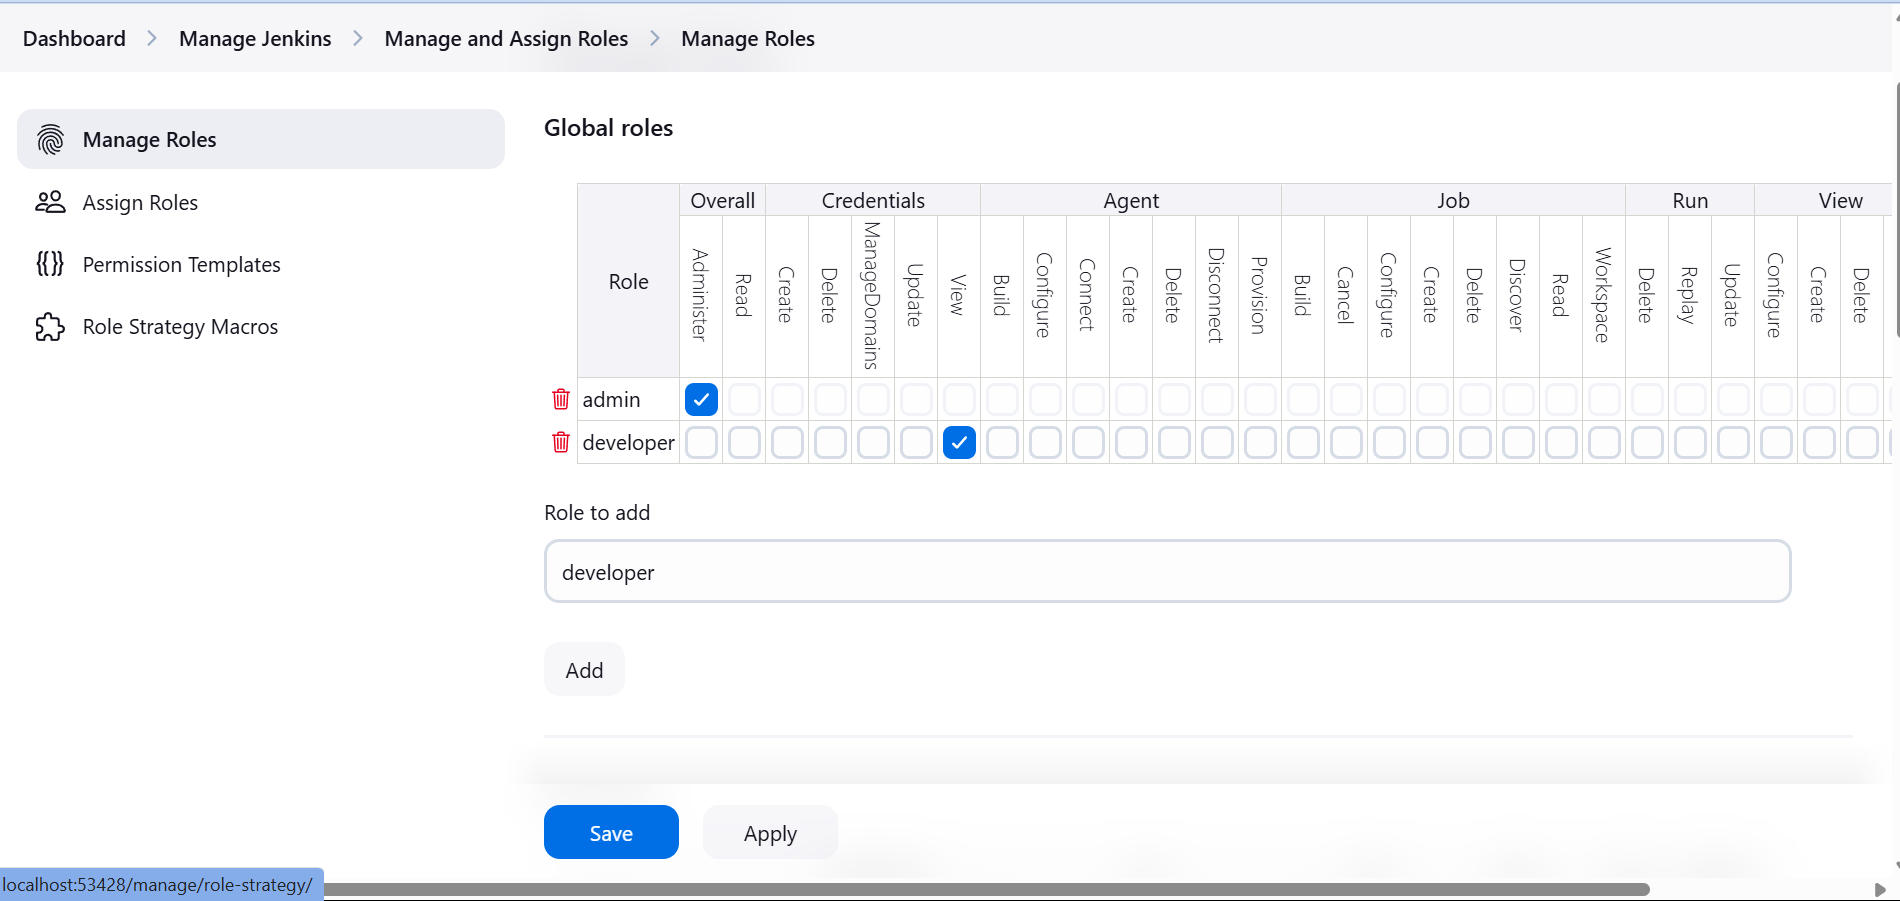 Dashboard > Manage Jenkins > Manage and Assign Roles > Manage Roles
Manage Roles
Assign Roles
Permission Templates
Role Strategy Macros
Global roles
Role Overall Credentials Agent Job Run View
Administer Read Create Delete ManageDomains Update View Build Configure Connect Create Delete Disconnect Provision Build Cancel Configure Create Delete Discover Read Workspace Delete Replay Update Configure Create Delete
admin
developer
Role to add
developer
Add
Save Apply
localhost:53428/manage/role-strategy/